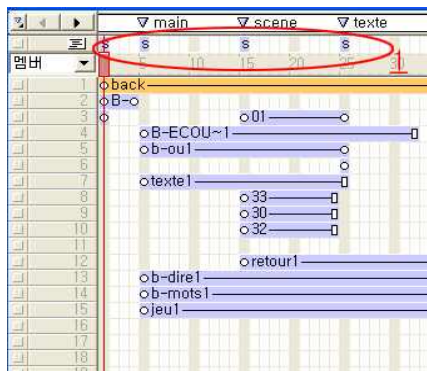 main scene texte
S S S S
멤버 5 10 15 20 25 30
1 back
2 B-
3 01
4 B-ECOU~1
5 b-ou1
6
7 texte1
8 33
9 30
10 32
11
12 retour1
13 b-dire1
14 b-mots1
15 jeu1
16
17
18
19